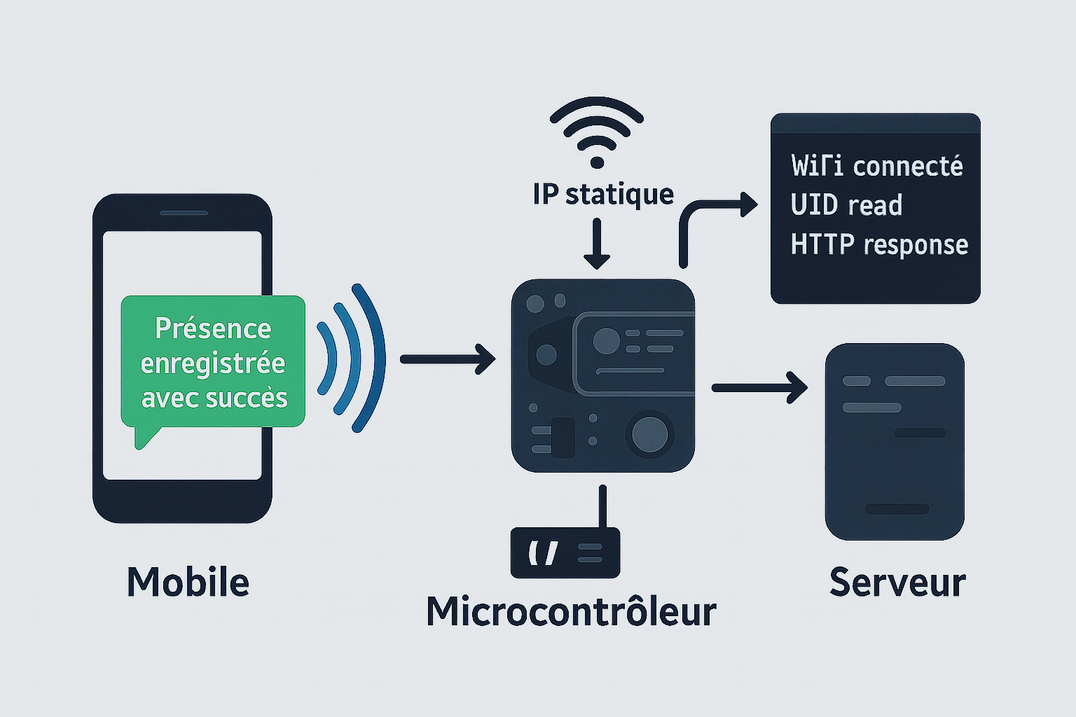 Présence
enregistrée
avec succès
Mobile
IP statique
Microcontrôleur
WiFi connecté
UID read
HTTP response
Serveur